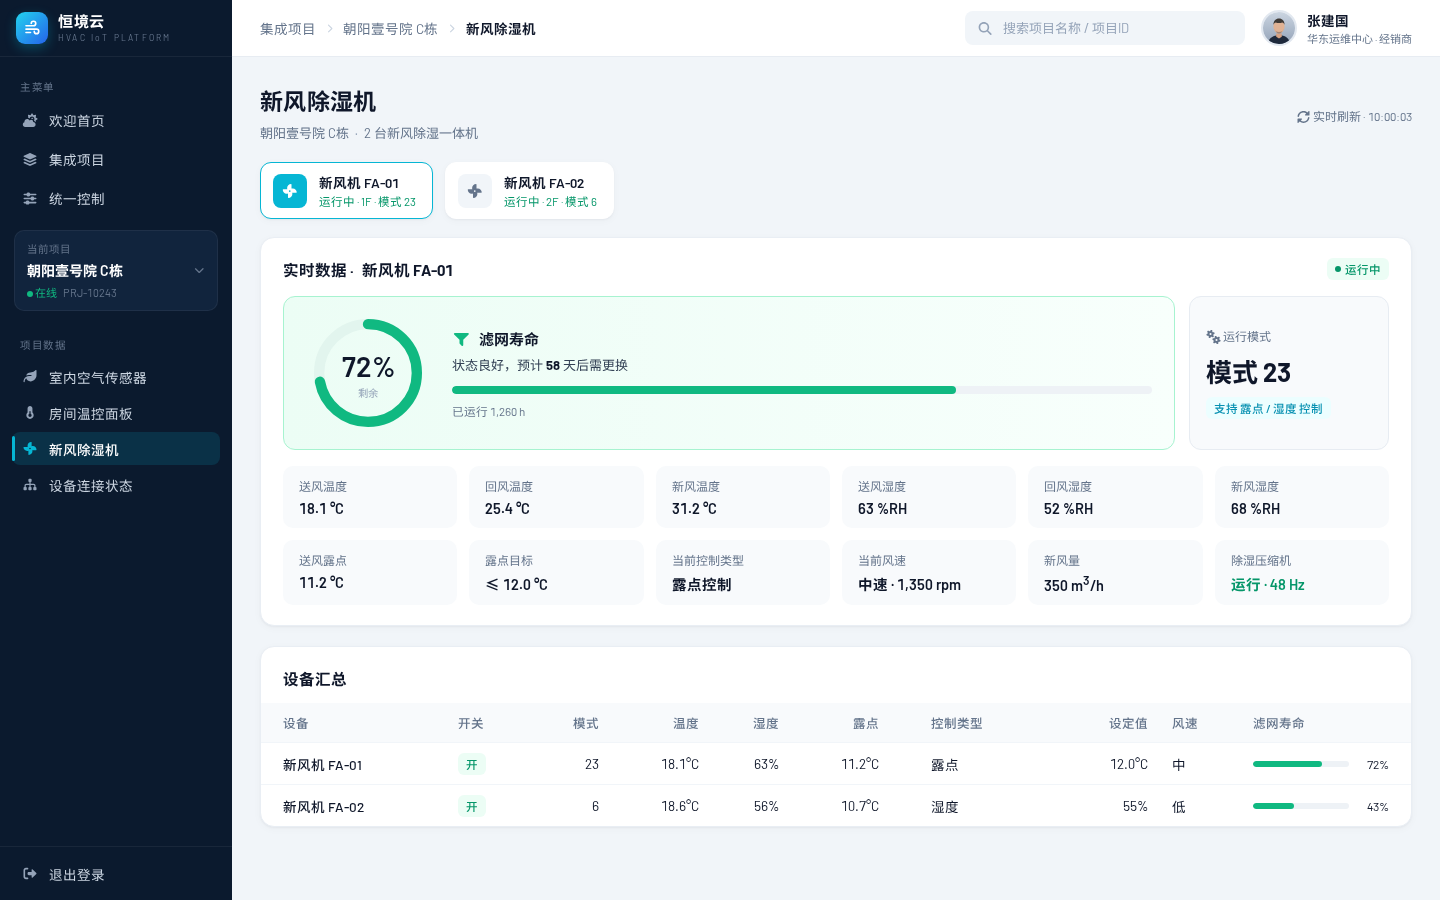 恒境云
HVAC IoT PLATFORM
主菜单
欢迎首页
集成项目
统一控制
当前项目
朝阳壹号院 C栋
在线 PRJ-10243
项目数据
室内空气传感器
房间温控面板
新风除湿机
设备连接状态
退出登录
集成项目 朝阳壹号院 C栋 新风除湿机
搜索项目名称 / 项目ID
张建国
华东运维中心 · 经销商
新风除湿机
朝阳壹号院 C栋 · 2 台新风除湿一体机
实时刷新 · 10:00:03
新风机 FA-01
运行中 · 1F · 模式 23
新风机 FA-02
运行中 · 2F · 模式 6
实时数据 · 新风机 FA-01
运行中
72%
剩余
滤网寿命
状态良好，预计 58 天后需更换
已运行 1,260 h
运行模式
模式 23
支持 露点 / 湿度 控制
送风温度 回风温度 新风温度 送风湿度 回风湿度 新风湿度
18.1 °C 25.4 °C 31.2 °C 63 %RH 52 %RH 68 %RH
送风露点 露点目标 当前控制类型 当前风速 新风量 除湿压缩机
11.2 °C ≤ 12.0 °C 露点控制 中速 · 1,350 rpm 350 m³/h 运行 · 48 Hz
设备汇总
设备 开关 模式 温度 湿度 露点 控制类型 设定值 风速 滤网寿命
新风机 FA-01 开 23 18.1°C 63% 11.2°C 露点 12.0°C 中 72%
新风机 FA-02 开 6 18.6°C 56% 10.7°C 湿度 55% 低 43%